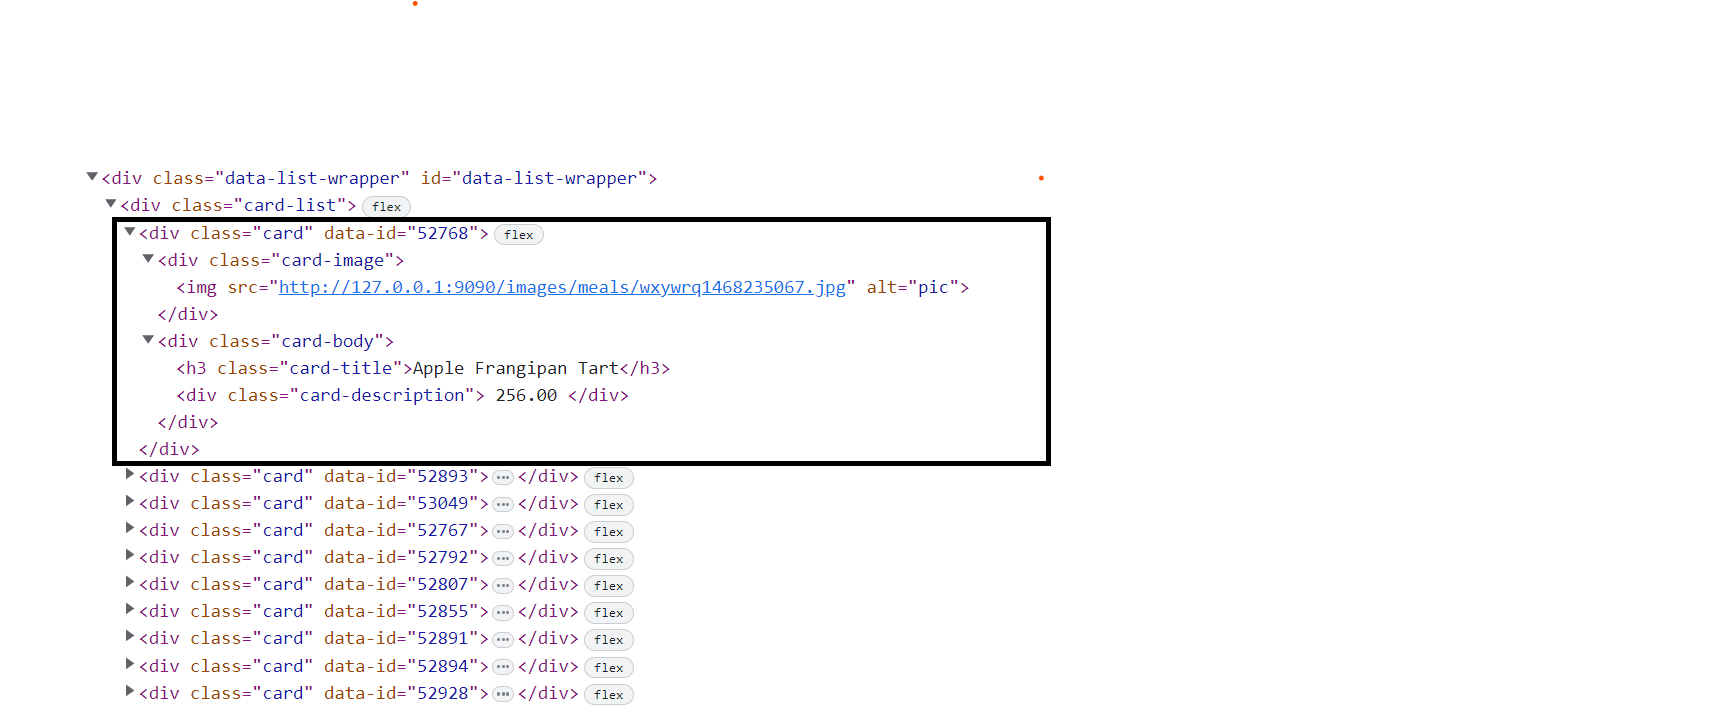 <div class="data-list-wrapper" id="data-list-wrapper">
<div class="card-list"> flex
<div class="card" data-id="52768"> flex
<div class="card-image">
<img src="http://127.0.0.1:9090/images/meals/wxywrq1468235067.jpg" alt="pic">
</div>
<div class="card-body">
<h3 class="card-title">Apple Frangipan Tart</h3>
<div class="card-description"> 256.00 </div>
</div>
</div>
<div class="card" data-id="52893"> ... </div> flex
<div class="card" data-id="53049"> ... </div> flex
<div class="card" data-id="52767"> ... </div> flex
<div class="card" data-id="52792"> ... </div> flex
<div class="card" data-id="52807"> ... </div> flex
<div class="card" data-id="52855"> ... </div> flex
<div class="card" data-id="52891"> ... </div> flex
<div class="card" data-id="52894"> ... </div> flex
<div class="card" data-id="52928"> ... </div> flex